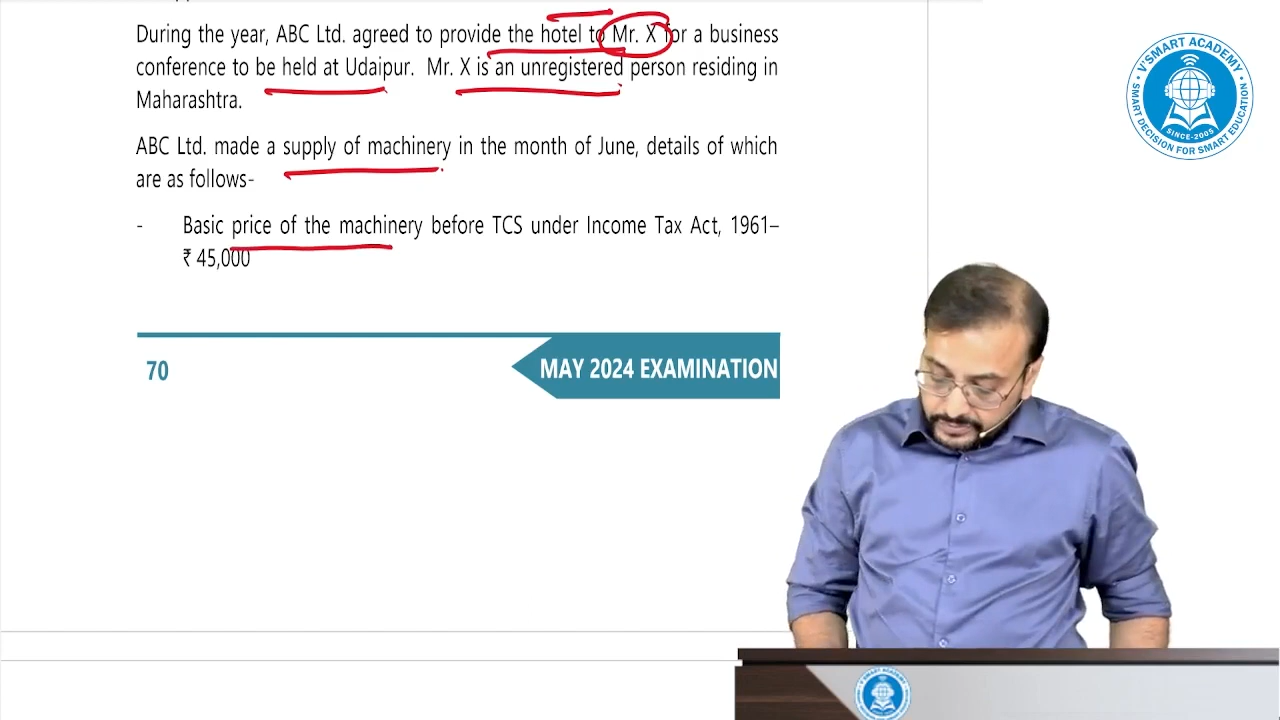 During the year, ABC Ltd. agreed to provide the hotel to Mr. X for a business
conference to be held at Udaipur. Mr. X is an unregistered person residing in
Maharashtra.
ABC Ltd. made a supply of machinery in the month of June, details of which
are as follows-
- Basic price of the machinery before TCS under Income Tax Act, 1961–
₹ 45,000
70
MAY 2024 EXAMINATION
V'SMART ACADEMY
SMART DECISION FOR SMART EDUCATION
SINCE-2005